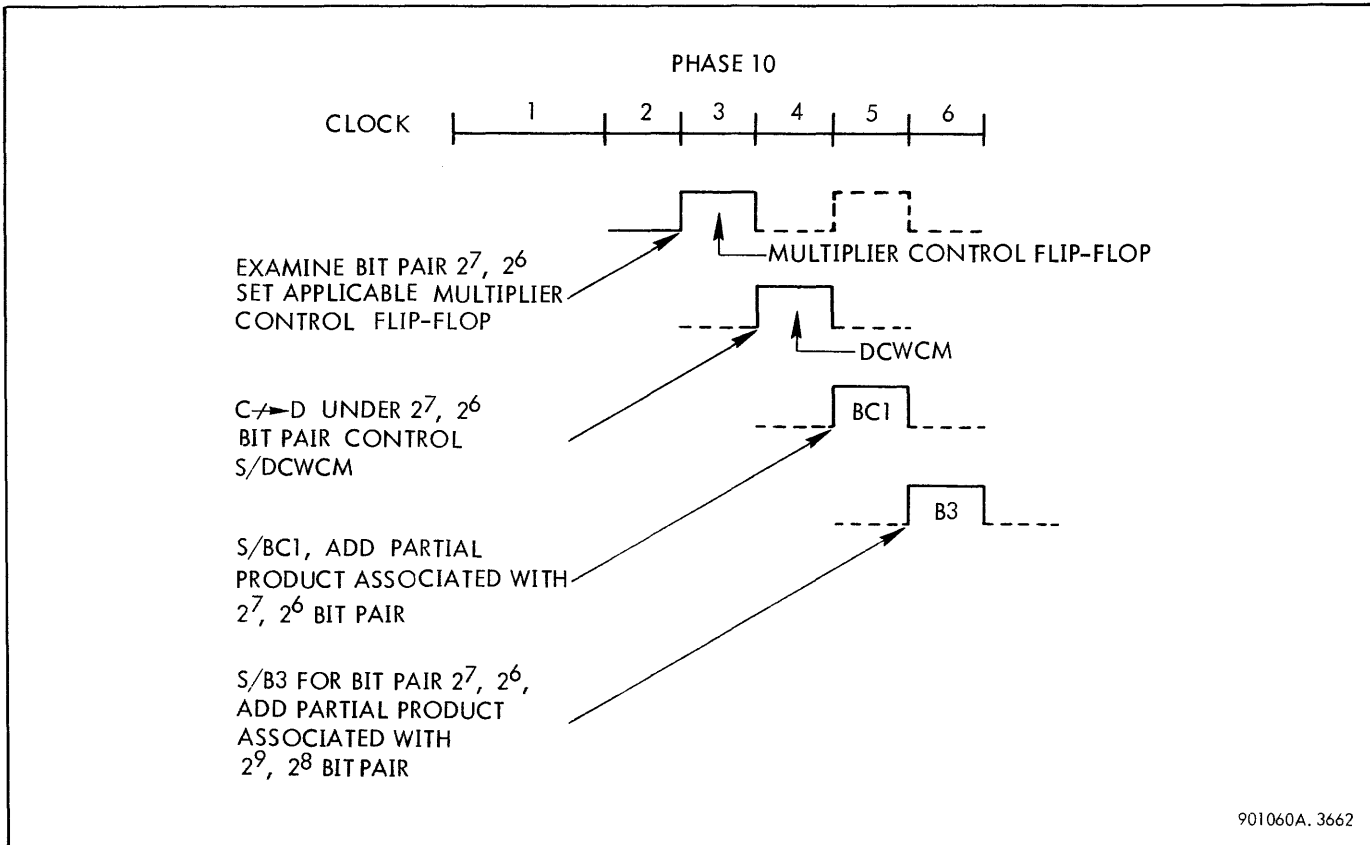 PHASE 10
CLOCK 1 2 3 4 5 6
MULTIPLIER CONTROL FLIP-FLOP
EXAMINE BIT PAIR 2⁷, 2⁶
SET APPLICABLE MULTIPLIER
CONTROL FLIP-FLOP
DCWCM
C⇸D UNDER 2⁷, 2⁶
BIT PAIR CONTROL
S/DCWCM
BC1
B3
S/BC1, ADD PARTIAL
PRODUCT ASSOCIATED WITH
2⁷, 2⁶ BIT PAIR
S/B3 FOR BIT PAIR 2⁷, 2⁶,
ADD PARTIAL PRODUCT
ASSOCIATED WITH
2⁹, 2⁸ BIT PAIR
901060A. 3662